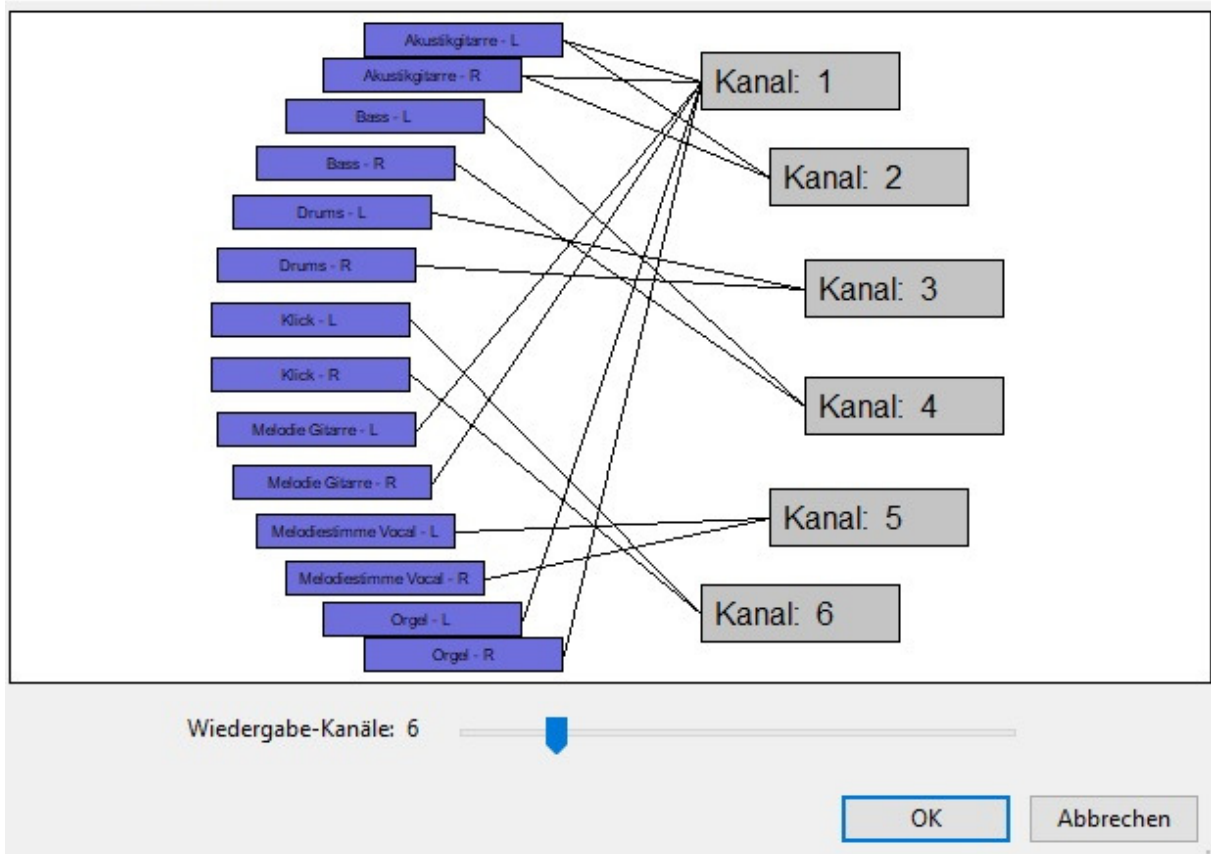 Akustikgitarre - L
Akustikgitarre - R
Bass - L
Bass - R
Drums - L
Drums - R
Klick - L
Klick - R
Melodie Gitarre - L
Melodie Gitarre - R
Melodiestimme Vocal - L
Melodiestimme Vocal - R
Orgel - L
Orgel - R
Kanal: 1
Kanal: 2
Kanal: 3
Kanal: 4
Kanal: 5
Kanal: 6
Wiedergabe-Kanäle: 6
OK
Abbrechen